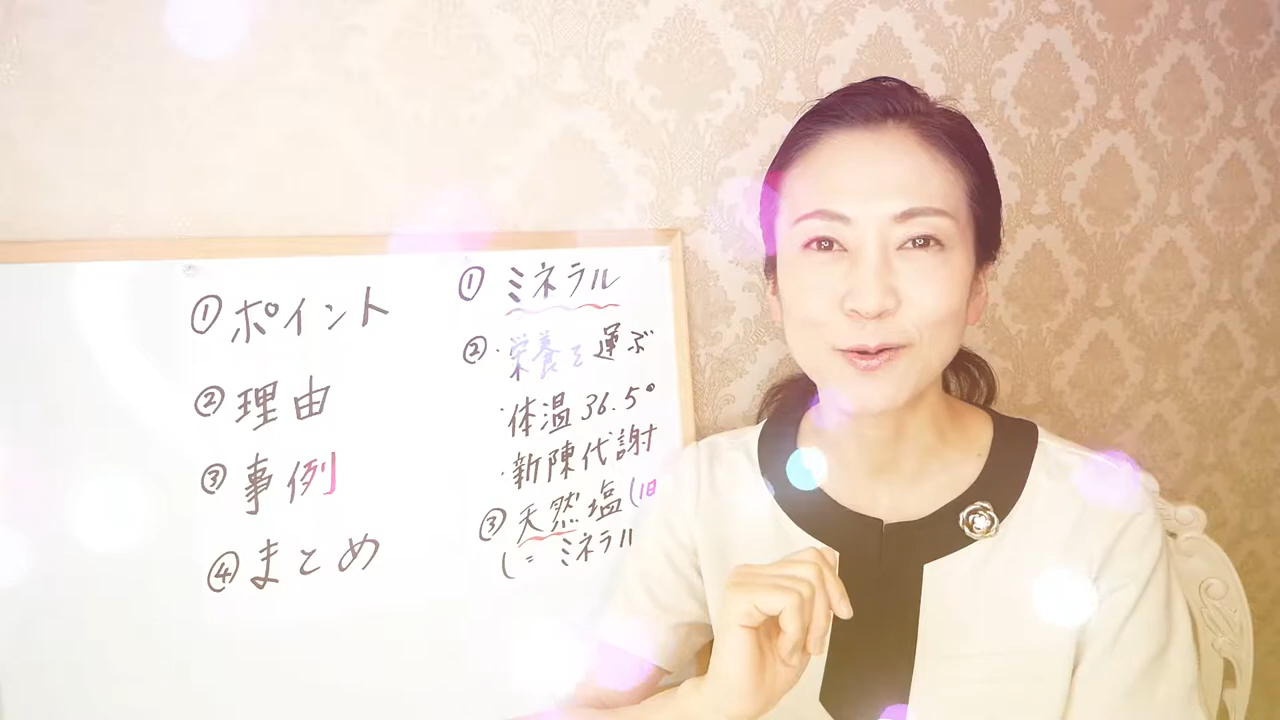 ① ポイント
② 理由
③ 事例
④ まとめ
① ミネラル
② ・栄養を運ぶ
・体温36.5°
・新陳代謝
③ 天然塩(旧
(= ミネラル